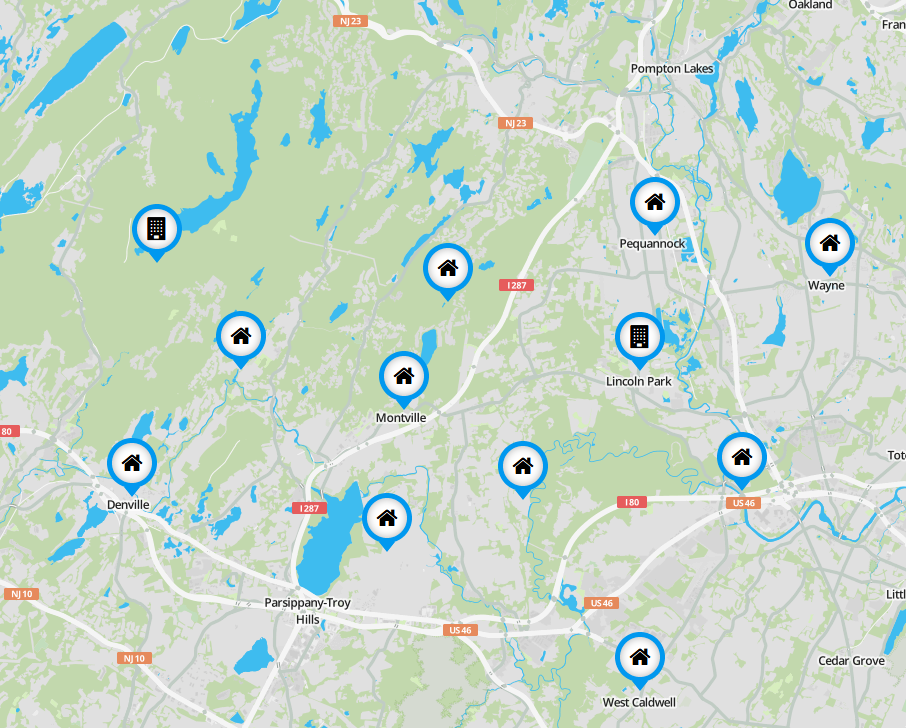 Oakland
NJ 23
Fran
Pompton Lakes
NJ 23
Pequannock
Wayne
I 287
Lincoln Park
Montville
80
Tot
Denville
I 80
US 46
I 287
NJ 10
Parsippany-Troy
Hills
US 46
Littl
US 46
NJ 10
Cedar Grove
West Caldwell